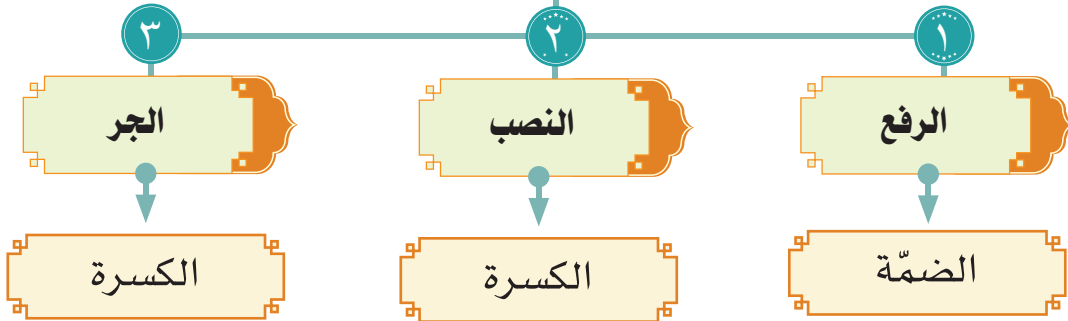 ١ ٢ ٣
الرفع النصب الجر
الضمّة الكسرة الكسرة